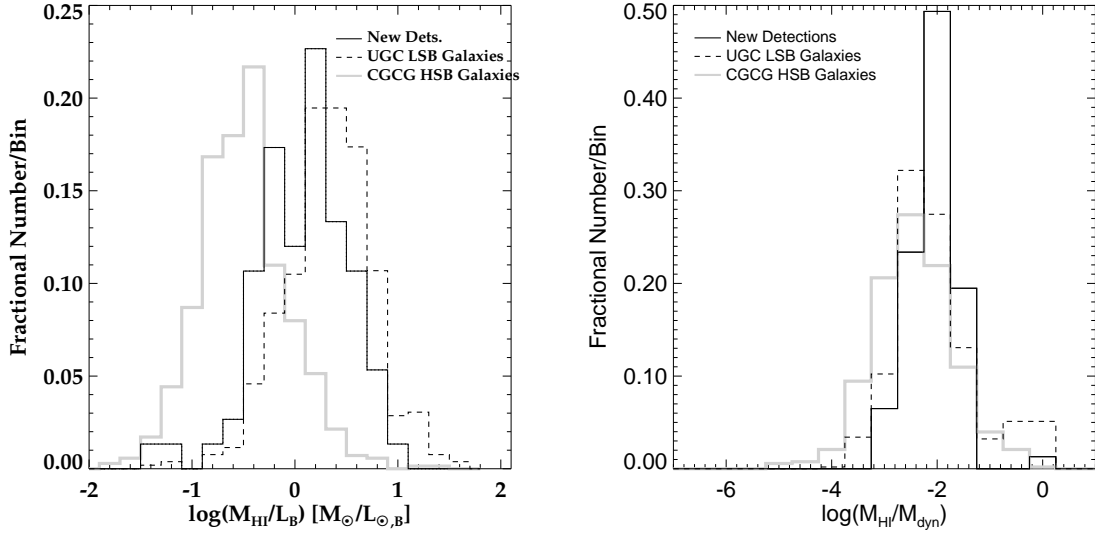 0.25
0.20
0.15
0.10
0.05
0.00
Fractional Number/Bin
New Dets.
UGC LSB Galaxies
CGCG HSB Galaxies
-2 -1 0 1 2
log(M_HI/L_B) [M_⊙/L_⊙,B]
0.50
0.40
0.30
0.20
0.10
0.00
Fractional Number/Bin
New Detections
UGC LSB Galaxies
CGCG HSB Galaxies
-6 -4 -2 0
log(M_HI/M_dyn)